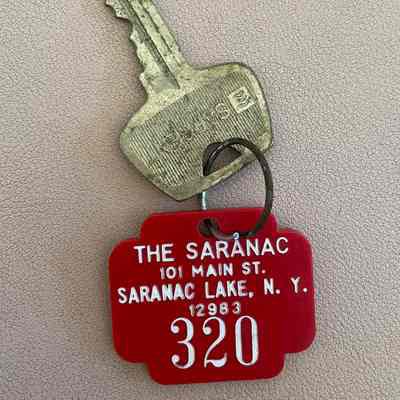 THE SARANAC
101 MAIN ST.
SARANAC LAKE, N. Y.
12983
320